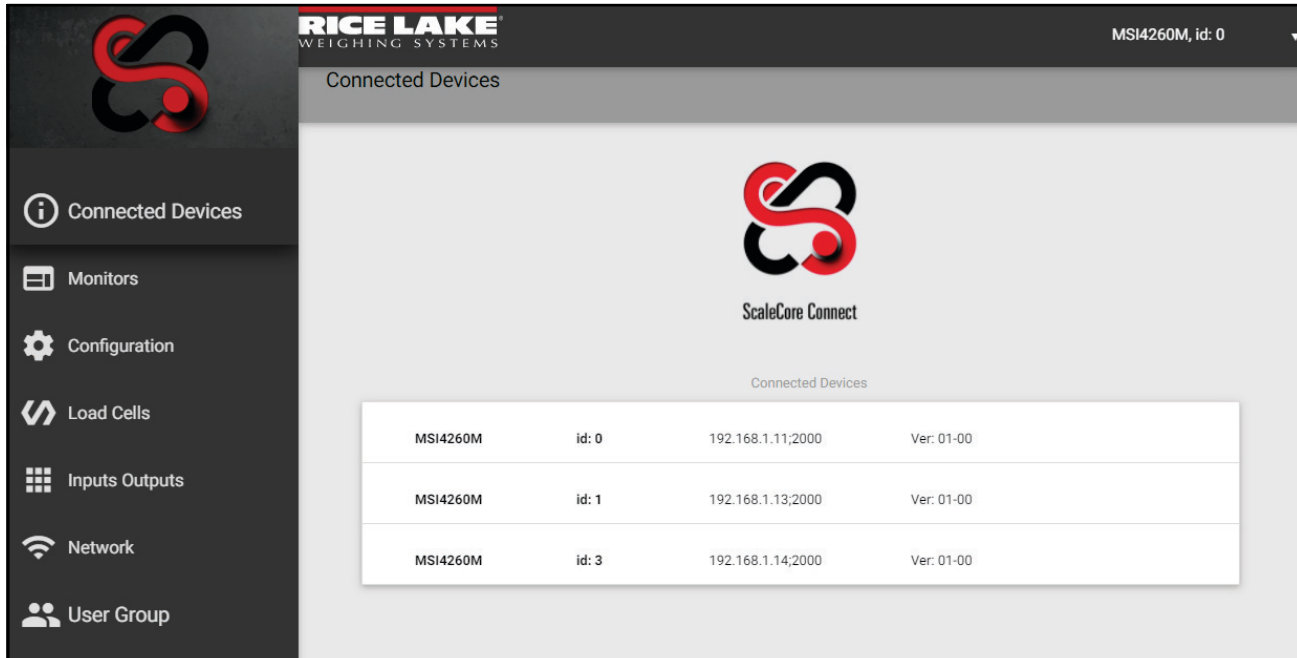 RICE LAKE
WEIGHING SYSTEMS
MSI4260M, id: 0
Connected Devices
Connected Devices
Monitors
Configuration
Load Cells
Inputs Outputs
Network
User Group
ScaleCore Connect
Connected Devices
MSI4260M id: 0 192.168.1.11;2000 Ver: 01-00
MSI4260M id: 1 192.168.1.13;2000 Ver: 01-00
MSI4260M id: 3 192.168.1.14;2000 Ver: 01-00